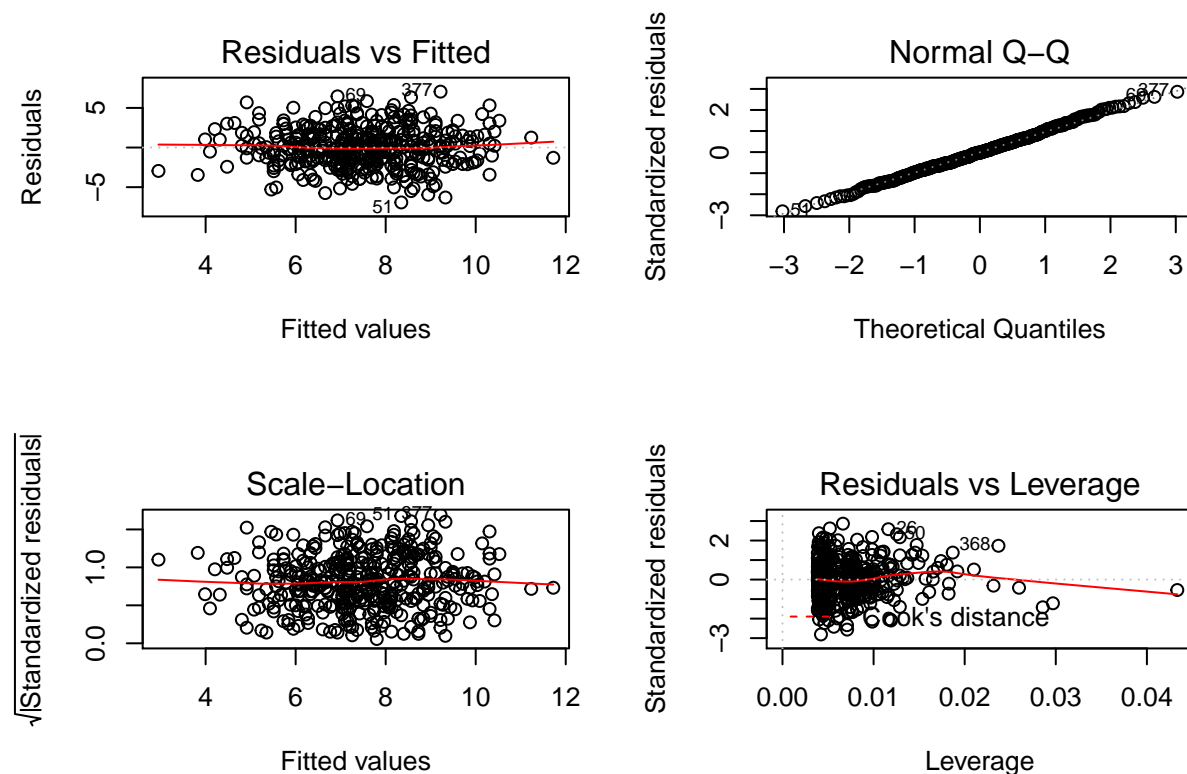 Residuals vs Fitted
Residuals
5
−5
69
377
51
4 6 8 10 12
Fitted values
Normal Q−Q
Standardized residuals
2
0
−3
377
69
51
−3 −2 −1 0 1 2 3
Theoretical Quantiles
Scale−Location
√|Standardized residuals|
1.0
0.0
69
51
377
4 6 8 10 12
Fitted values
Residuals vs Leverage
Standardized residuals
2
0
−3
368
Cook's distance
0.00 0.01 0.02 0.03 0.04
Leverage